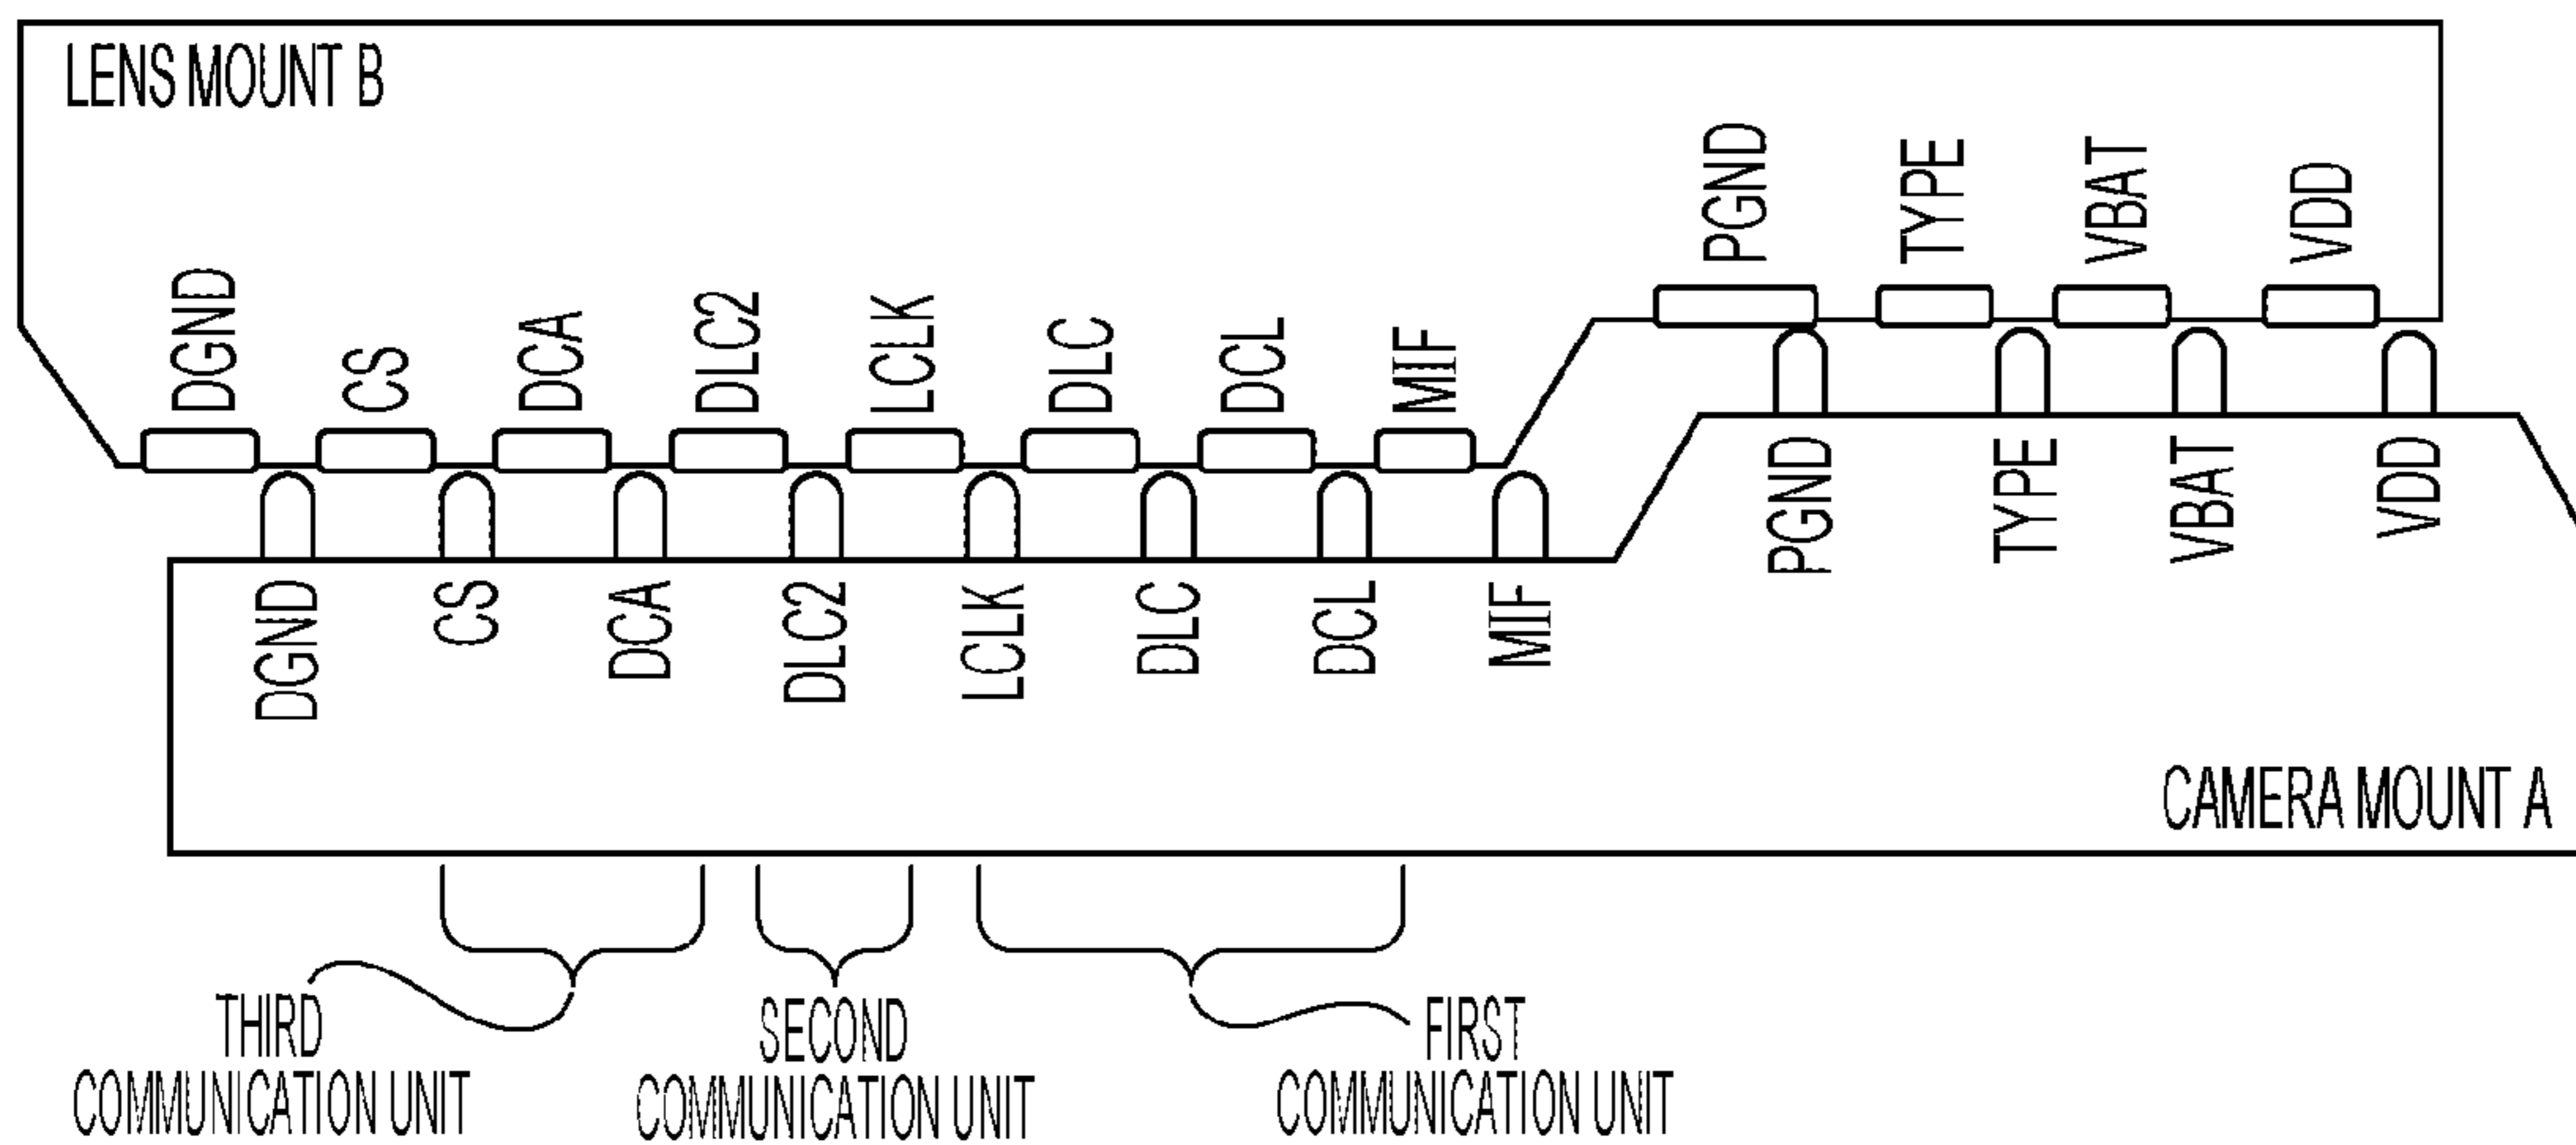 LENS MOUNT B
PGND
TYPE
VBAT
VDD
DGND
CS
DCA
DLC2
LCLK
DLC
DCL
MIF
PGND
TYPE
VBAT
VDD
DGND
CS
DCA
DLC2
LCLK
DLC
DCL
MIF
CAMERA MOUNT A
THIRD
COMMUNICATION UNIT
SECOND
COMMUNICATION UNIT
FIRST
COMMUNICATION UNIT